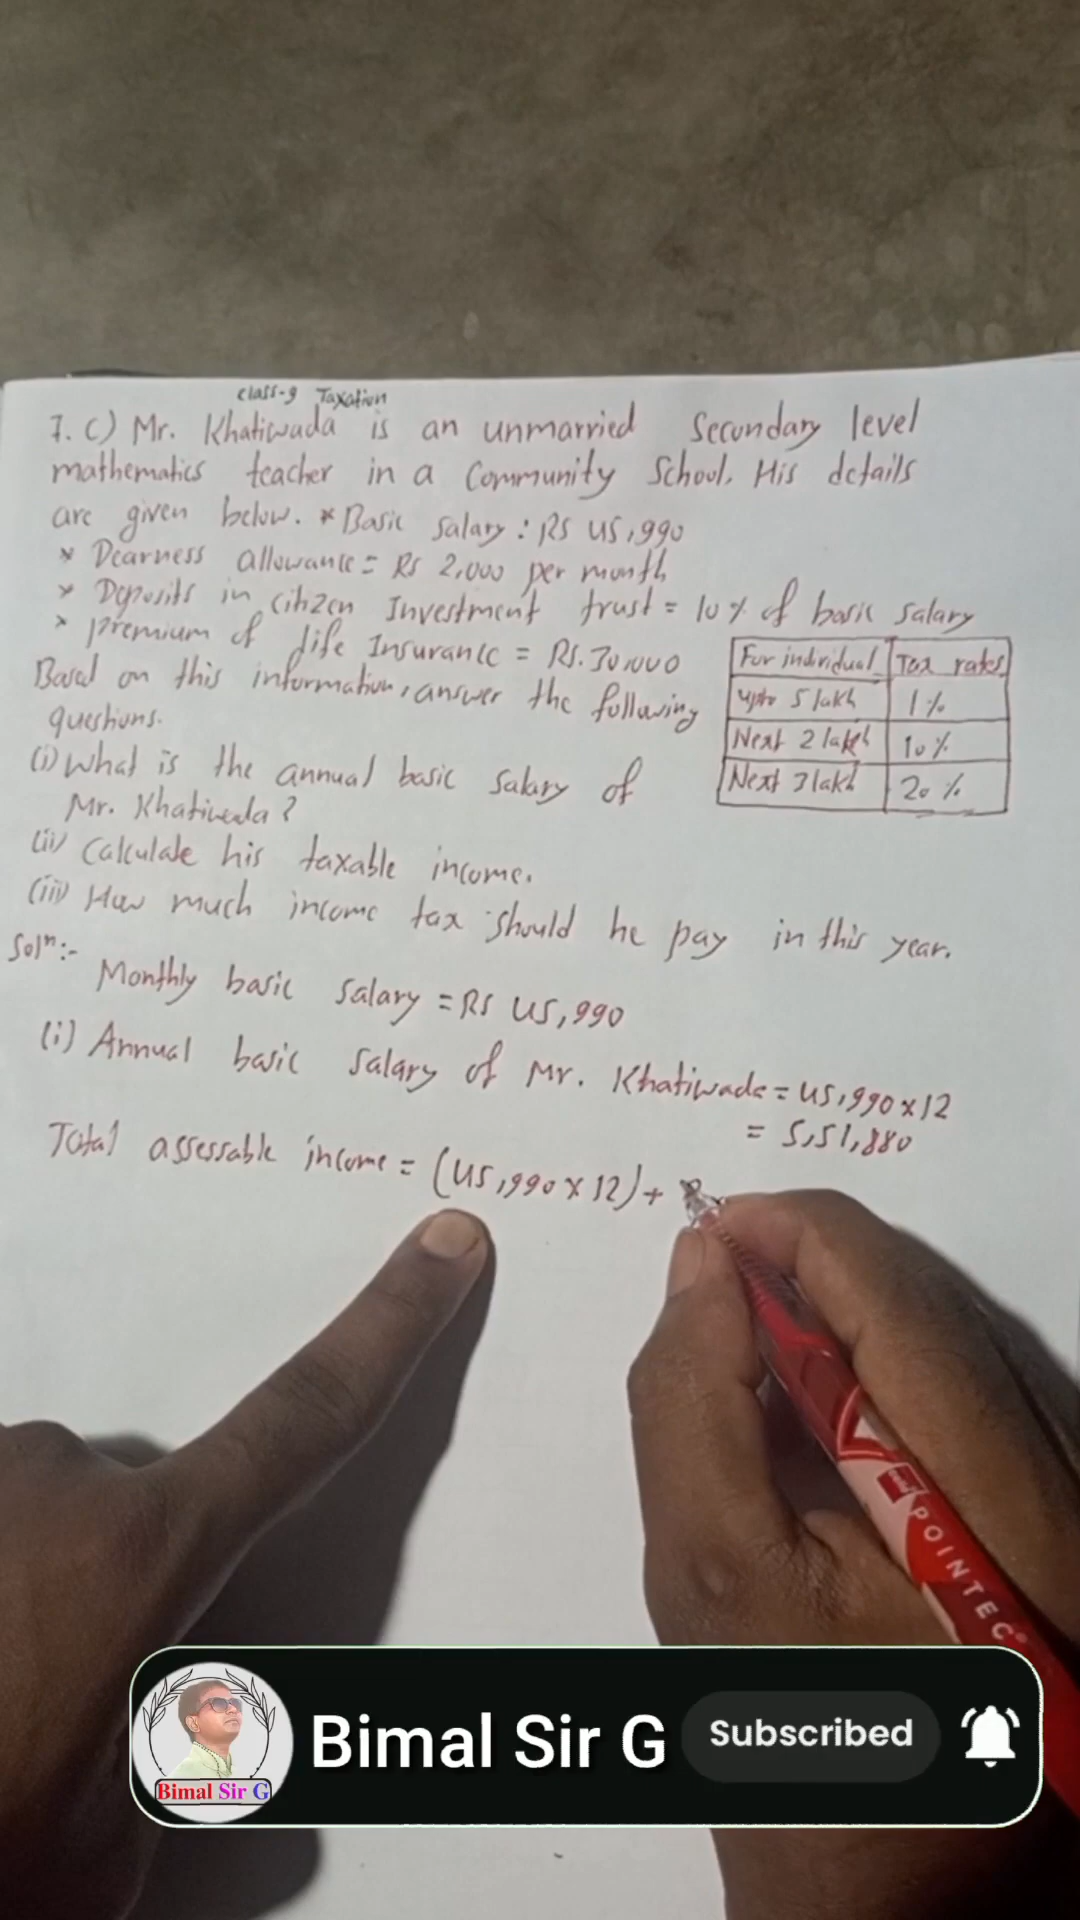 Class-9 Taxation
7. c) Mr. Khatiwada is an unmarried Secondary level
mathematics teacher in a Community School. His details
are given below. * Basic salary : Rs 45,990
* Dearness allowance = Rs 2,000 per month
* Deposits in Citizen Investment trust = 10% of basic salary
* premium of life Insurance = Rs. 30,000
Based on this information, answer the following
questions.
For individual Tax rates
upto 5 lakh 1%
Next 2 lakh 10%
Next 3 lakh 20%
(i) What is the annual basic salary of
Mr. Khatiwada ?
(ii) Calculate his taxable income.
(iii) How much income tax should he pay in this year.
Solⁿ:-
Monthly basic salary = Rs 45,990
(i) Annual basic salary of Mr. Khatiwada = 45,990 x 12
= 5,51,880
Total assessable income = (45,990 x 12) +
POINTEC
Bimal Sir G
Bimal Sir G
Subscribed